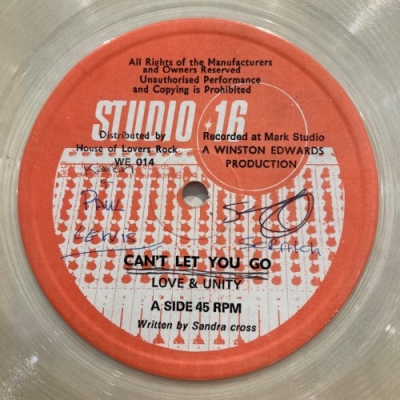 All Rights of the Manufacturers
and Owners Reserved
Unauthorised Performance
and Copying is Prohibited
STUDIO 16
Distributed by
House of Lovers Rock
WE 014
Recorded at Mark Studio
A WINSTON EDWARDS
PRODUCTION
PAUL
LEWIS
SCRATCH
CAN'T LET YOU GO
LOVE & UNITY
A SIDE 45 RPM
Written by Sandra cross